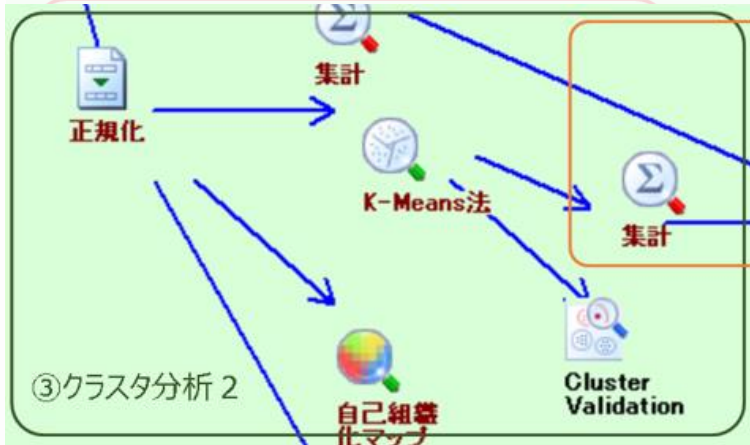 集計
正規化
K-Means法
集計
③クラスタ分析2
自己組織
化マップ
Cluster
Validation